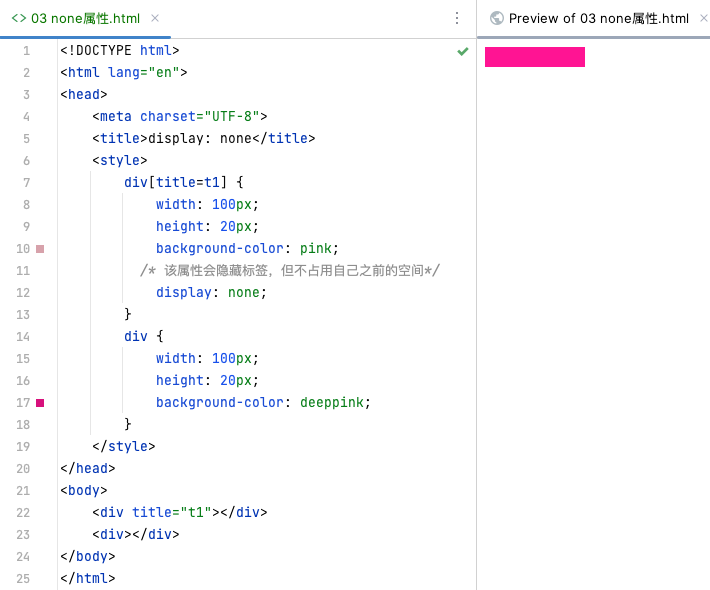 <> 03 none属性.html ×
Preview of 03 none属性.html ×
1 <!DOCTYPE html>
2 <html lang="en">
3 <head>
4     <meta charset="UTF-8">
5     <title>display: none</title>
6     <style>
7         div[title=t1] {
8             width: 100px;
9             height: 20px;
10             background-color: pink;
11           /* 该属性会隐藏标签，但不占用自己之前的空间*/
12             display: none;
13         }
14         div {
15             width: 100px;
16             height: 20px;
17             background-color: deeppink;
18         }
19     </style>
20 </head>
21 <body>
22     <div title="t1"></div>
23     <div></div>
24 </body>
25 </html>